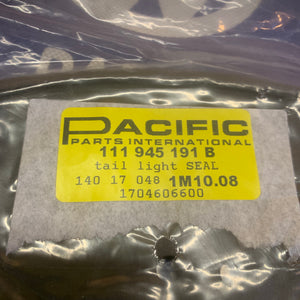 PACIFIC
PARTS INTERNATIONAL
111 945 191 B
tail light SEAL
140 17 048 1M10.08
1704606600